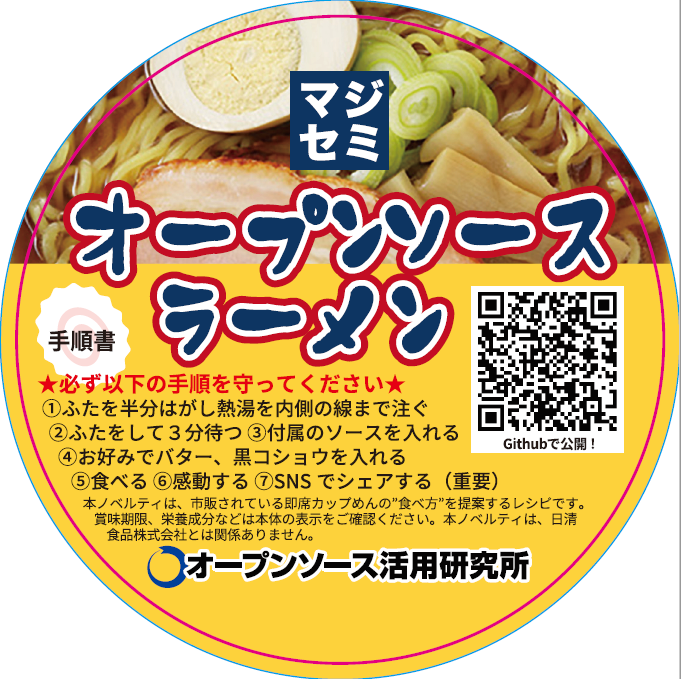 マジ
セミ
オープンソース
ラーメン
手順書
★必ず以下の手順を守ってください★
①ふたを半分はがし熱湯を内側の線まで注ぐ
②ふたをして３分待つ ③付属のソースを入れる
④お好みでバター、黒コショウを入れる
⑤食べる ⑥感動する ⑦SNS でシェアする（重要）
Githubで公開！
本ノベルティは、市販されている即席カップめんの”食べ方”を提案するレシピです。
賞味期限、栄養成分などは本体の表示をご確認ください。本ノベルティは、日清
食品株式会社とは関係ありません。
オープンソース活用研究所